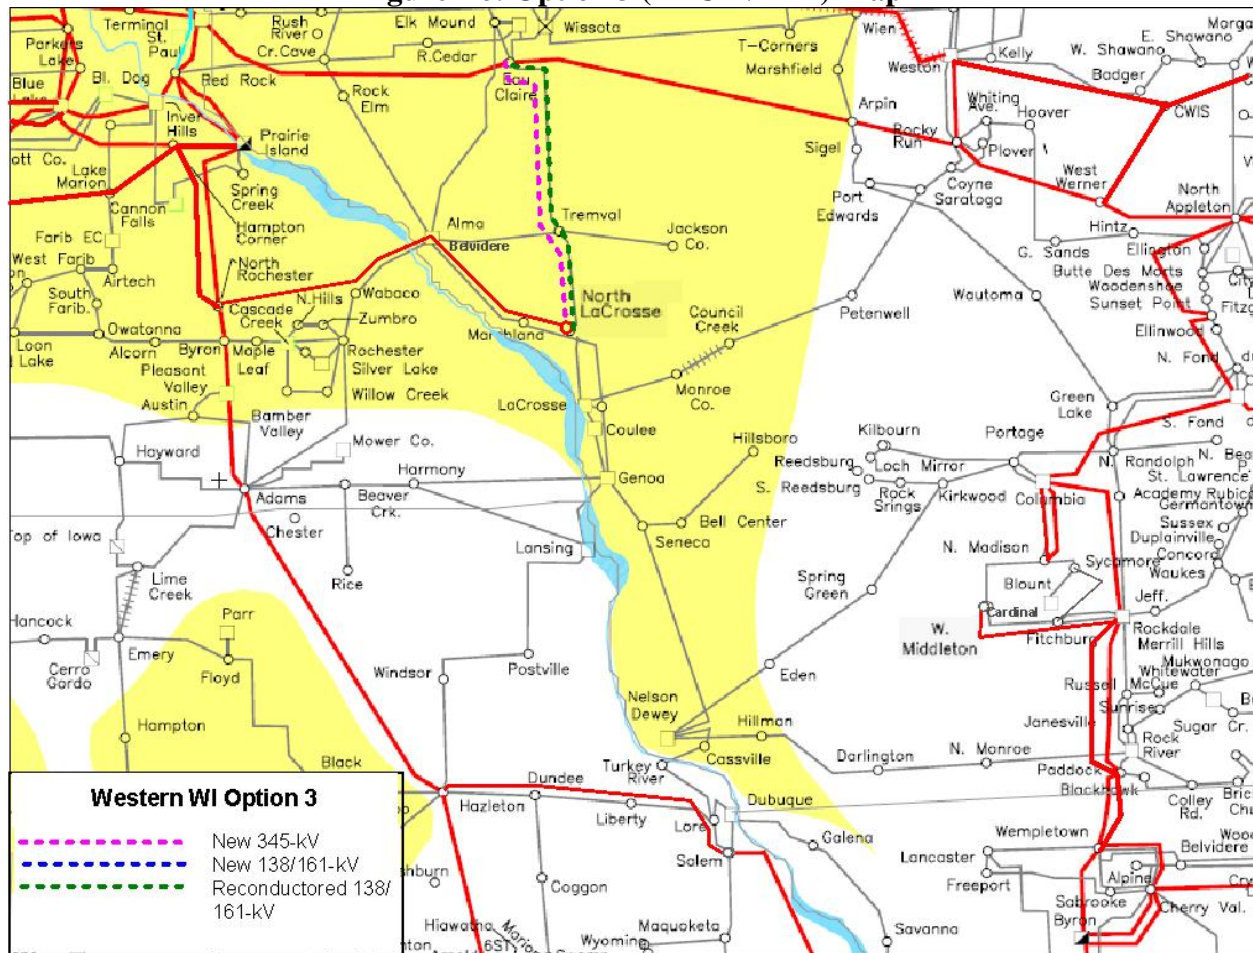 Terminal
Rush
River
Elk Mound
Wissota
Wien
Kelly
E. Shawano
W. Shawano
Parkers
Lake
St.
Paul
Cr. Cave
R.Cedar
T-Corners
Weston
Badger
Blue
Bl. Dog
Red Rock
Eau
Claire
Marshfield
Rock
Elm
Arpin
Whiting
Ave.
Hoover
CWIS
Inver
Hills
Prairie
Island
Rocky
Run
Plover
Sigel
ott Co.
Lake
Marion
West
Werner
Coyne
Saratoga
Port
Edwards
North
Appleton
Spring
Creek
Cannon
Falls
Hampton
Corner
Alma
Belvidere
Tremval
Jackson
Co.
Hintz
Farib EC
G. Sands
Ellington
West Farib
Airtech
North
Rochester
Butte Des Morts
Woodenshoe
Sunset Point
South
Farib.
N.Hills
Wabaco
North
LaCrosse
Wautoma
Cascade
Creek
Zumbro
Council
Creek
Petenwell
Ellinwood
Owatonna
Marshland
Loon
Lake
Alcorn
Byron
Maple
Leaf
Rochester
Silver Lake
N. Fond
Pleasant
Valley
Willow Creek
Monroe
Co.
Austin
LaCrosse
Green
Lake
Bamber
Valley
Coulee
S. Fond
Hayward
Mower Co.
Hillsboro
Kilbourn
Portage
Harmony
Reedsburg
Loch Mirror
N. Randolph
Genoa
S. Reedsburg
Rock
Springs
Kirkwood
Columbia
St. Lawrence
Adams
Beaver
Crk.
Academy
Chester
Bell Center
Sussex
Seneca
Duplainville
op of Iowa
Lansing
N. Madison
Sycamore
Concord
Waukes
Lime
Creek
Rice
Spring
Green
Blount
Jeff.
Cardinal
Hancock
Parr
W.
Middleton
Fitchburg
Rockdale
Merrill Hills
Emery
Postville
Cerro
Gordo
Floyd
Windsor
Eden
Mukwonago
Whitewater
Russell
McCue
Nelson
Dewey
Sunrise
Hampton
Hillman
Janesville
Sugar Cr.
Rock
River
Darlington
N. Monroe
Cassville
Black
Turkey
River
Paddock
Blackhawk
Dundee
Hazleton
Dubuque
Colley
Rd.
Liberty
Lore
Galena
Wempletown
Salem
Lancaster
Belvidere
Freeport
Alpine
Coggon
Sabrooke
Byron
Cherry Val.
Hiawatha
Maquoketa
Wyoming
Savanna
Western WI Option 3
New 345-kV
New 138/161-kV
Reconductored 138/
161-kV